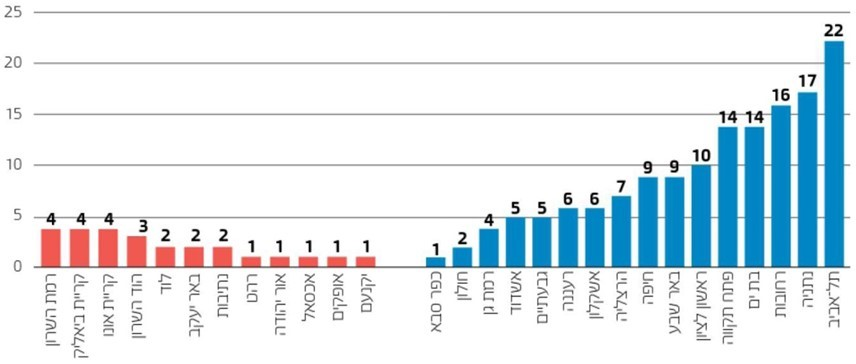 25
20
15
10
5
0
4
4
4
3
2
2
2
1
1
1
1
1
1
2
4
5
5
6
6
7
9
9
10
14
14
16
17
22
רמת השרון
קריית ביאליק
קריית אונו
הוד השרון
לוד
באר יעקב
נתיבות
רהט
אור יהודה
אכסאל
אופקים
יקנעם
כפר סבא
חולון
רמת גן
אשדוד
גבעתיים
רעננה
אשקלון
הרצליה
חיפה
באר שבע
ראשון לציון
פתח תקווה
בת ים
רחובות
נתניה
תל אביב